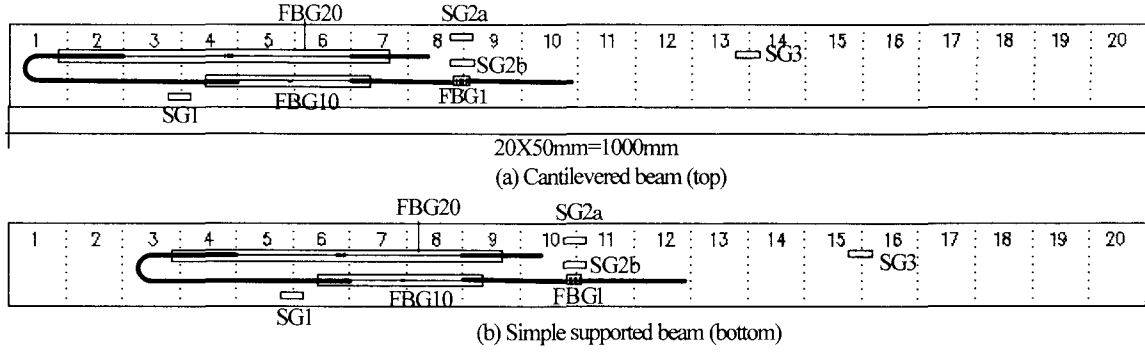 FBG20
SG2a
1 2 3 4 5 6 7 8 9 10 11 12 13 14 15 16 17 18 19 20
SG3
SG2b
SG1
FBG10
FBG1
20X50mm=1000mm
(a) Cantilevered beam (top)
FBG20
SG2a
1 2 3 4 5 6 7 8 9 10 11 12 13 14 15 16 17 18 19 20
SG2b
SG3
SG1
FBG10
FBG1
(b) Simple supported beam (bottom)